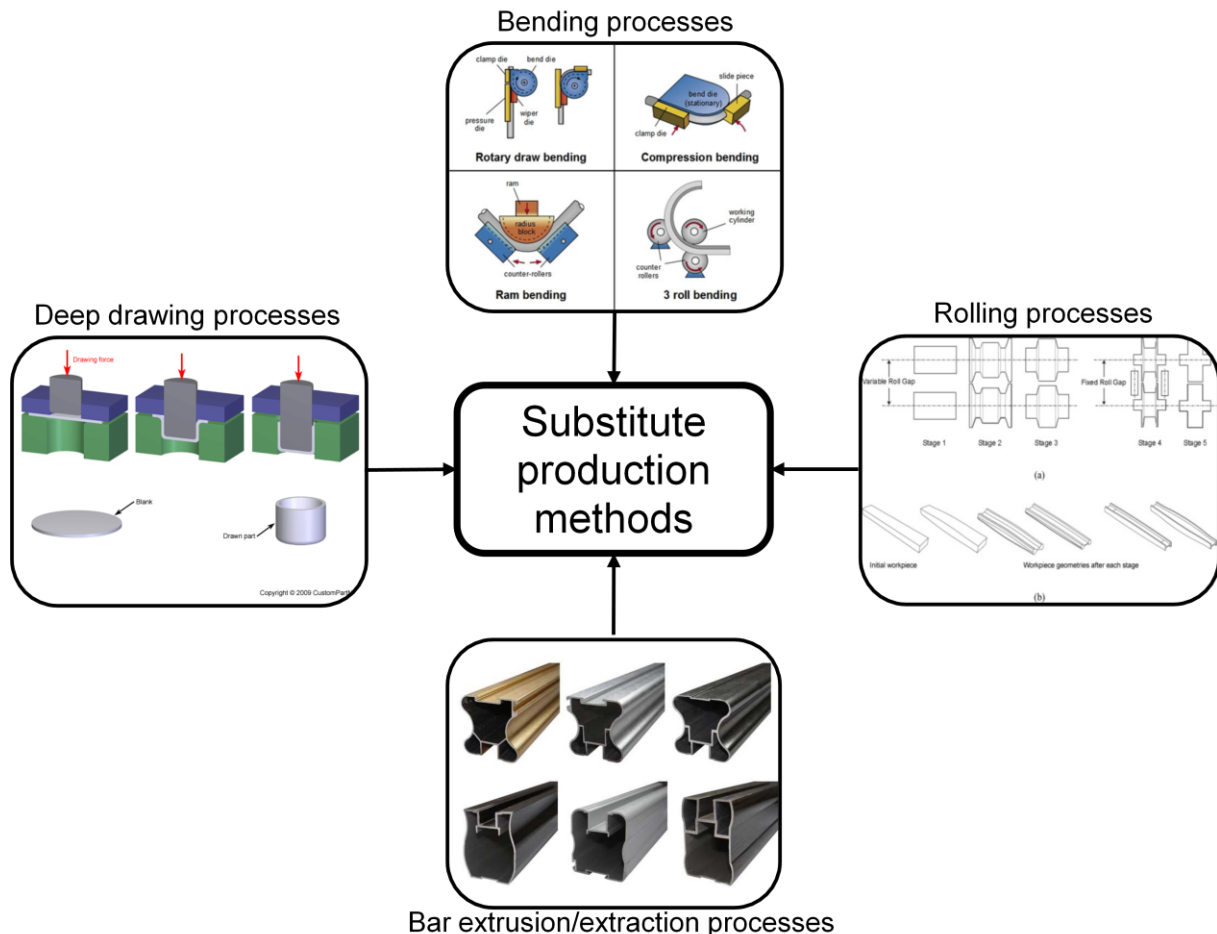 Bending processes
clamp die
bend die
pressure
die
wiper
die
Rotary draw bending
slide piece
bend die
(stationary)
clamp die
Compression bending
ram
radius
block
counter-rollers
Ram bending
working
cylinder
counter
rollers
3 roll bending
Deep drawing processes
Drawing force
Blank
Drawn part
Copyright © 2009 CustomPart
Substitute
production
methods
Rolling processes
Variable Roll Gap
Fixed Roll Gap
Stage 1
Stage 2
Stage 3
Stage 4
Stage 5
(a)
Initial workpiece
Workpiece geometries after each stage
(b)
Bar extrusion/extraction processes